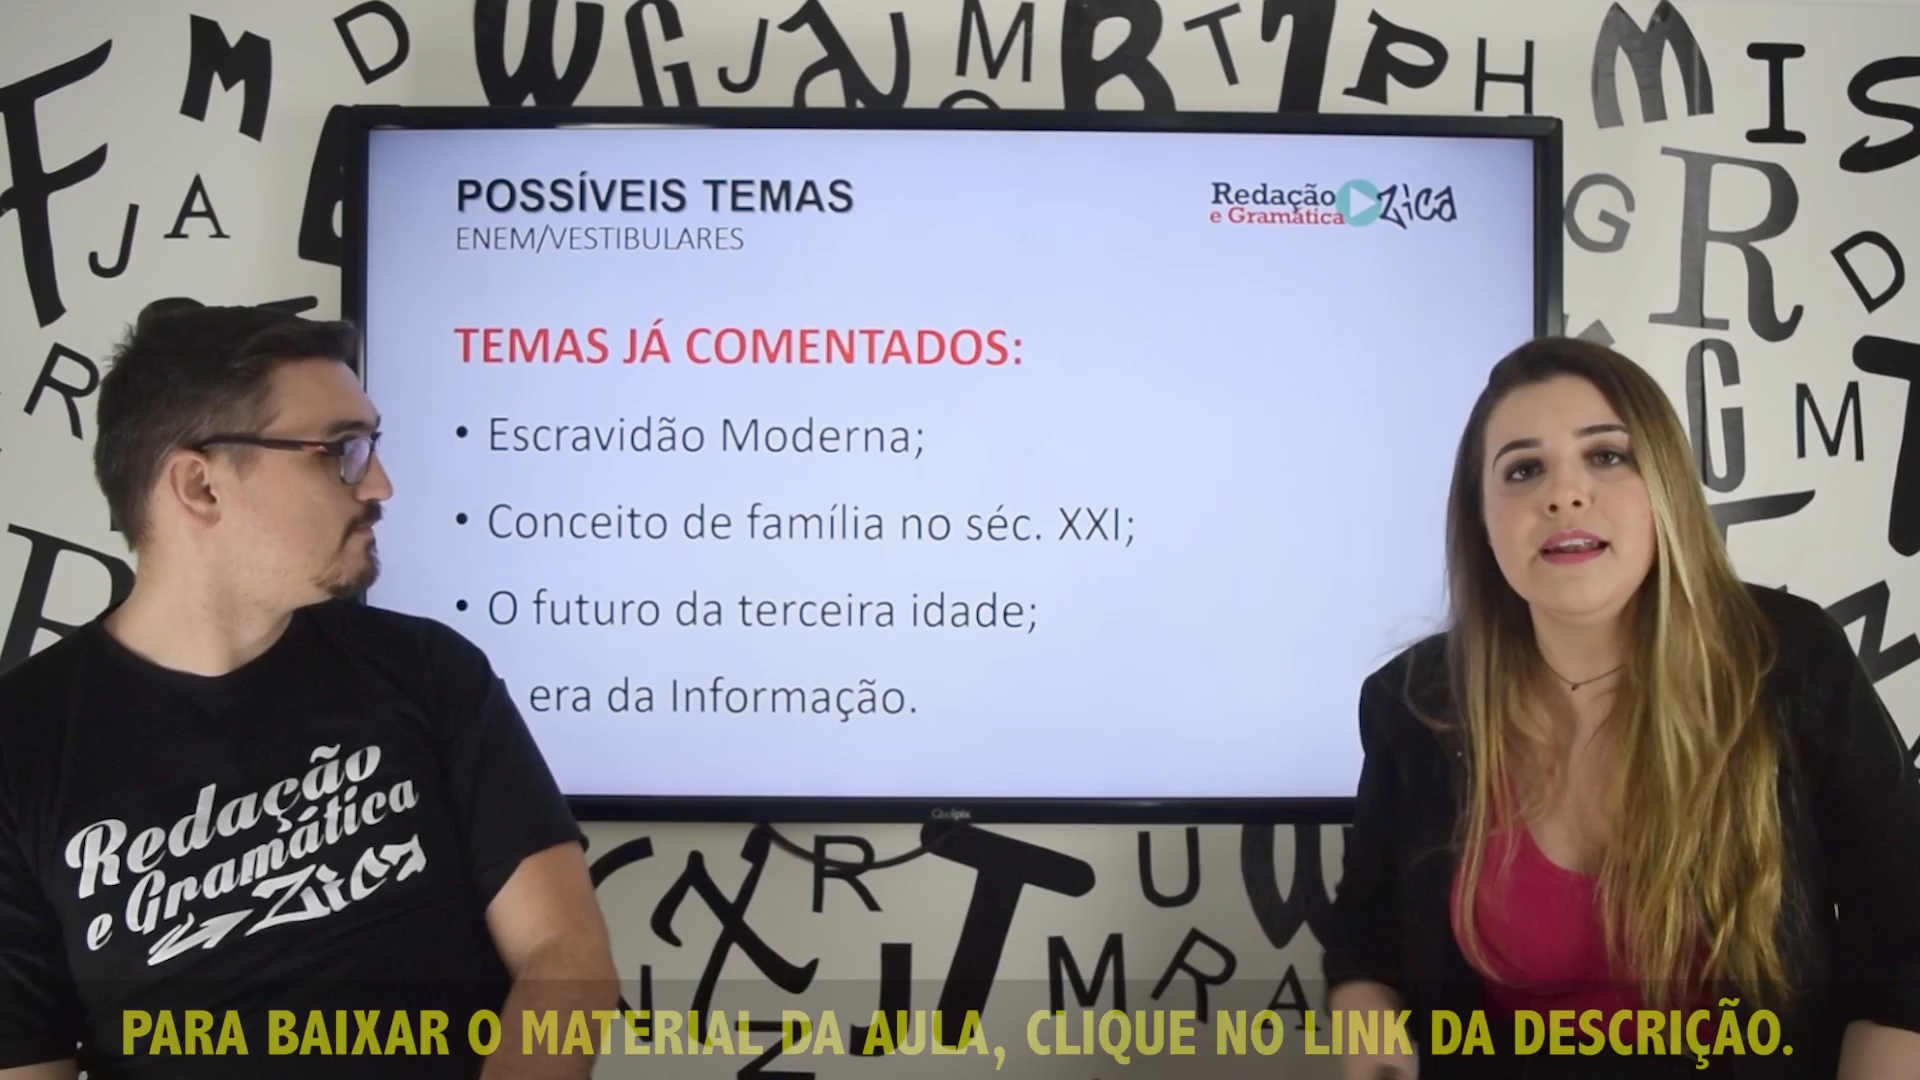 POSSÍVEIS TEMAS
ENEM/VESTIBULARES
Redação
e Gramática
Zica
TEMAS JÁ COMENTADOS:
• Escravidão Moderna;
• Conceito de família no séc. XXI;
• O futuro da terceira idade;
era da Informação.
Redação
e Gramática
Zica
PARA BAIXAR O MATERIAL DA AULA, CLIQUE NO LINK DA DESCRIÇÃO.